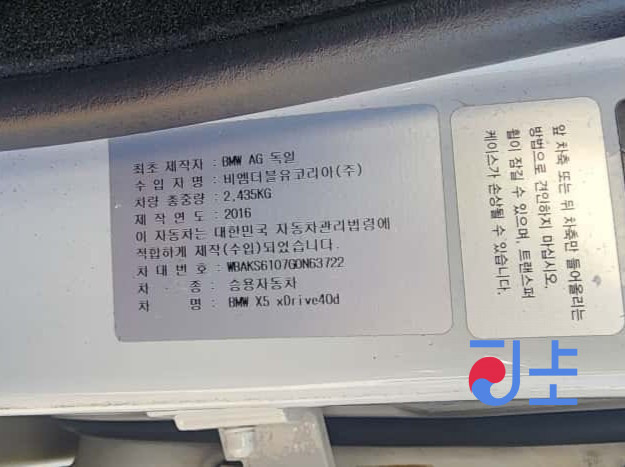 최초 제작자 : BMW AG 독일
수 입 자 명 : 비엠더블유코리아(주)
차량 총중량 : 2,435KG
제 작 연 도 : 2016
이 자동차는 대한민국 자동차관리법령에
적합하게 제작(수입)되었습니다.
차 대 번 호 : WBAKS6107G0N63722
차 종 : 승용자동차
차 명 : BMW X5 xDrive40d
앞 차축 또는 뒤 차축만 들어올리는
방법으로 견인하지 마십시오.
휠이 잠길 수 있으며, 트랜스퍼
케이스가 손상될 수 있습니다.